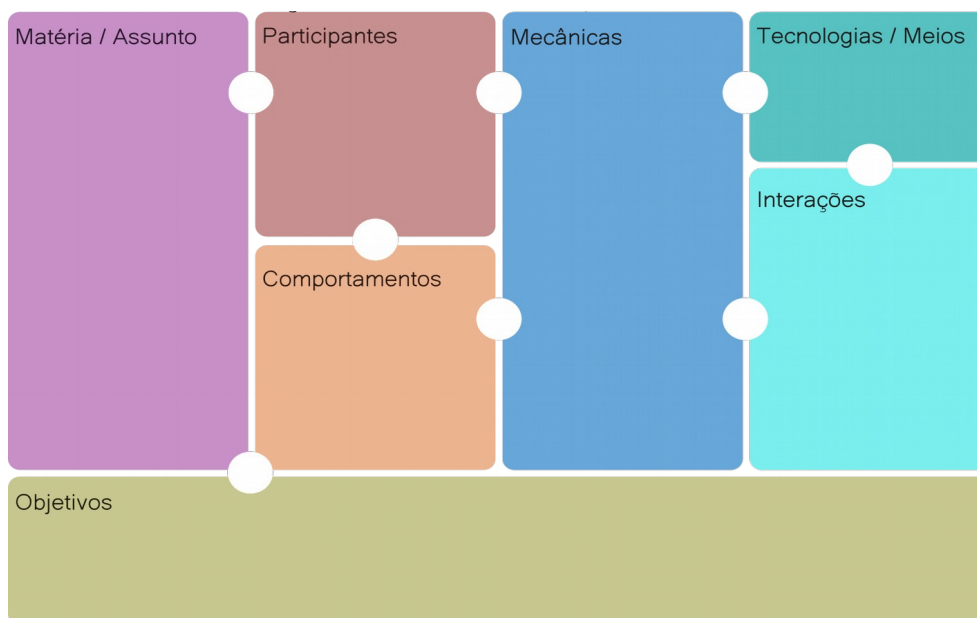 Matéria / Assunto
Participantes
Mecânicas
Tecnologias / Meios
Interações
Comportamentos
Objetivos